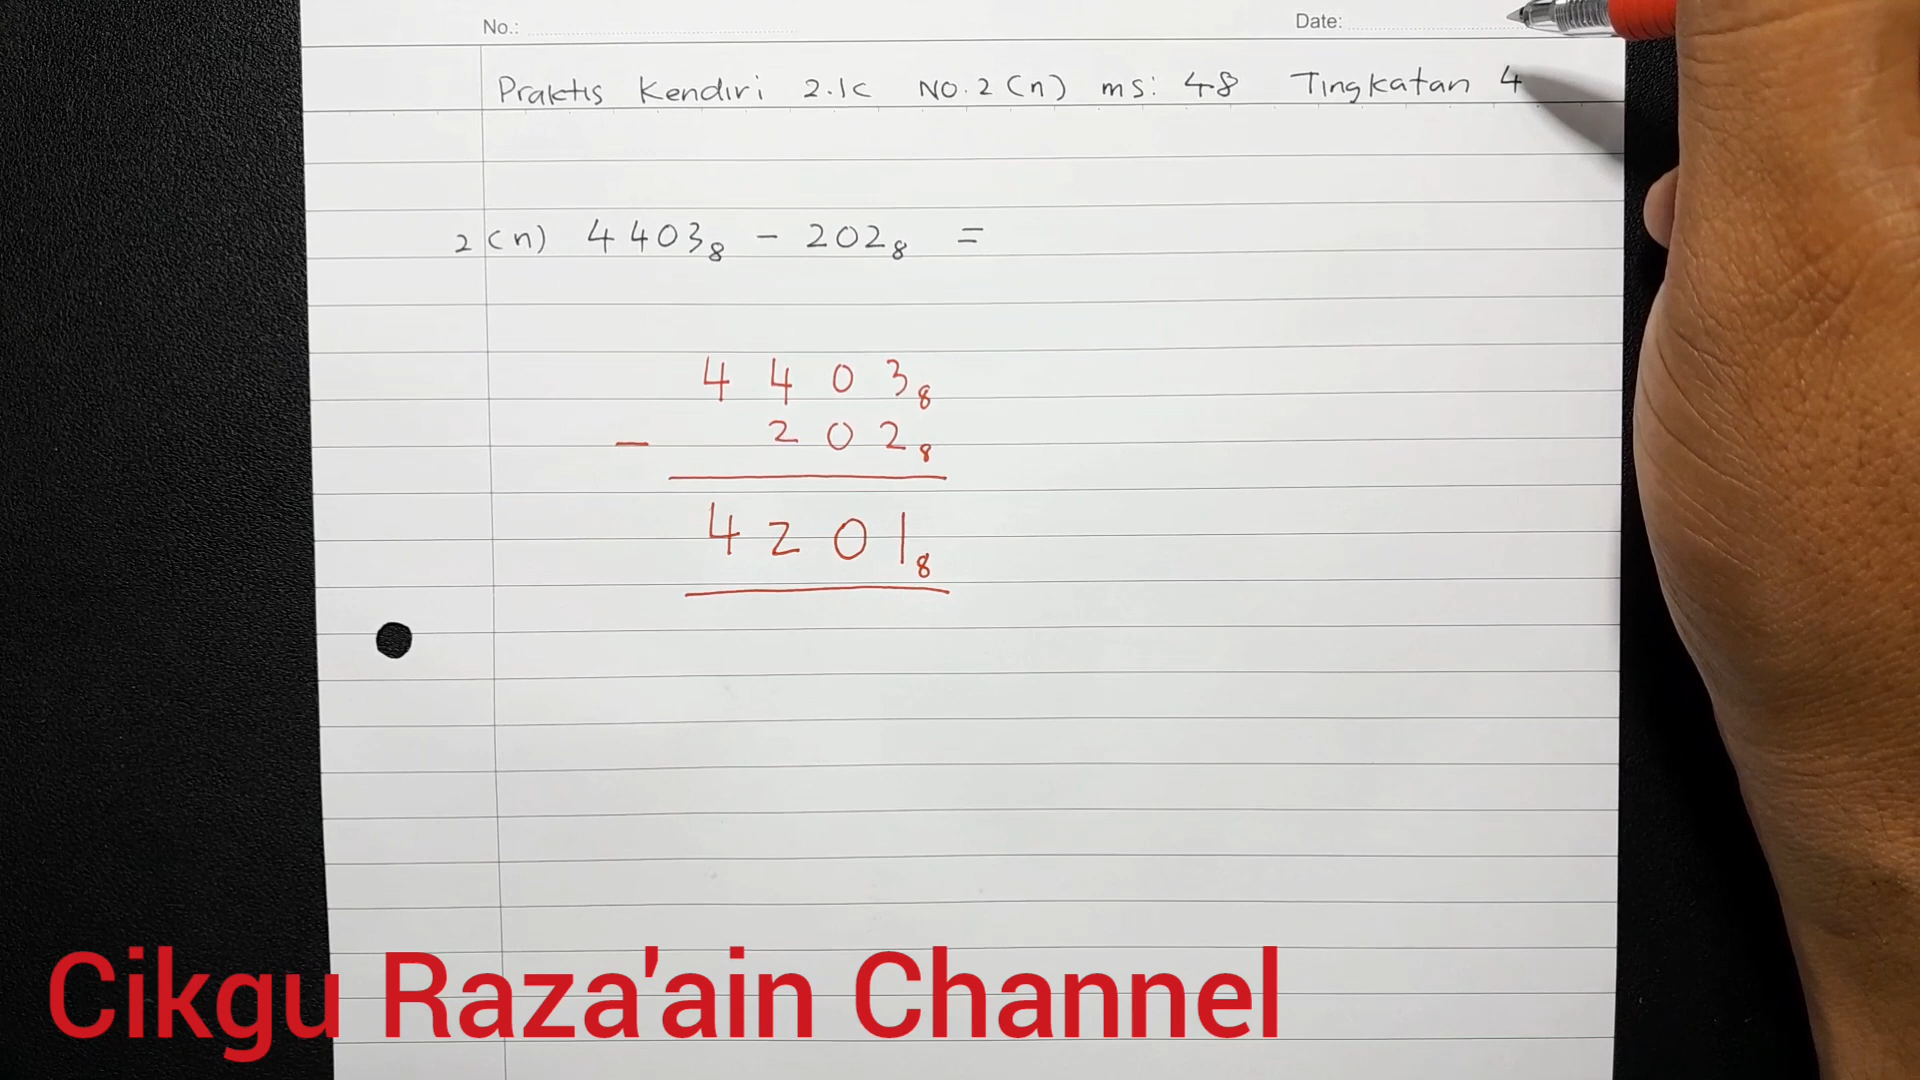 No.: Date:
Praktis Kendiri 2.1c NO.2 (n) ms: 48 Tingkatan 4
2(n) 4403₈ - 202₈ =
4 4 0 3₈
- 2 0 2₈
4 2 0 1₈
Cikgu Raza'ain Channel